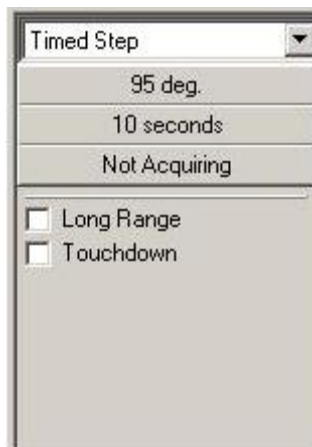 Timed Step
95 deg.
10 seconds
Not Acquiring
Long Range
Touchdown